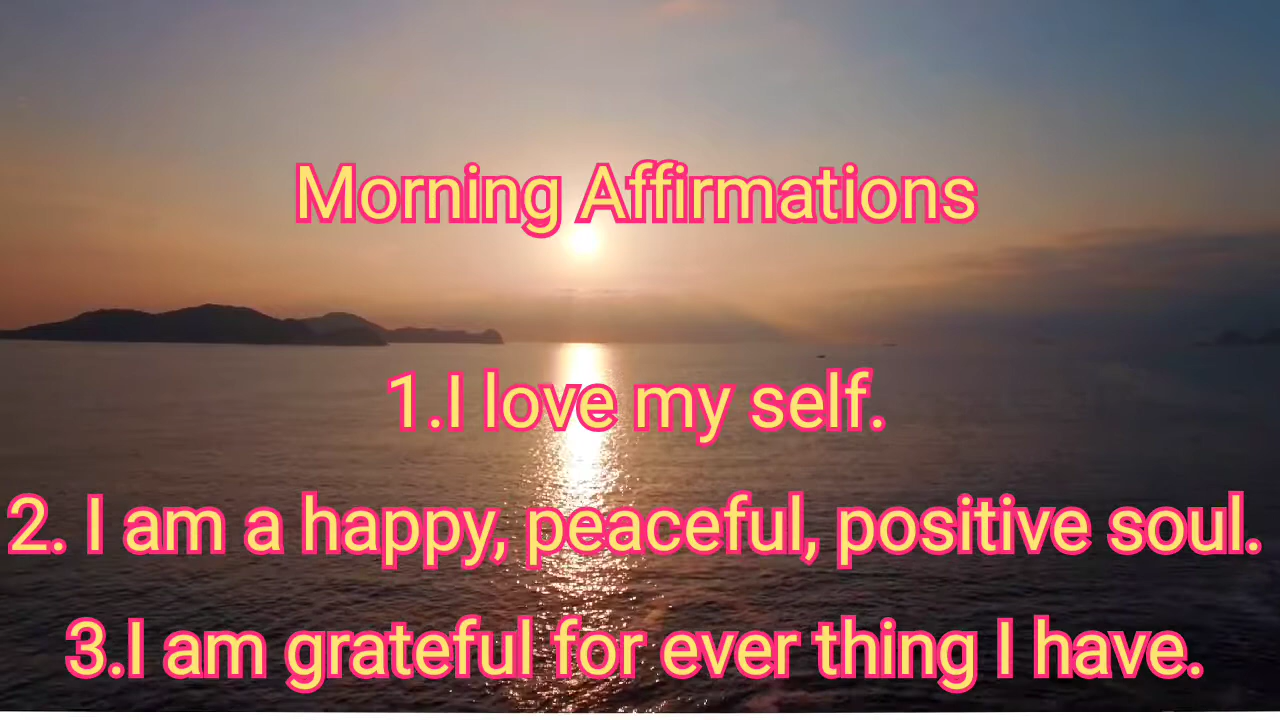 Morning Affirmations
1.I love my self.
2. I am a happy, peaceful, positive soul.
3.I am grateful for ever thing I have.